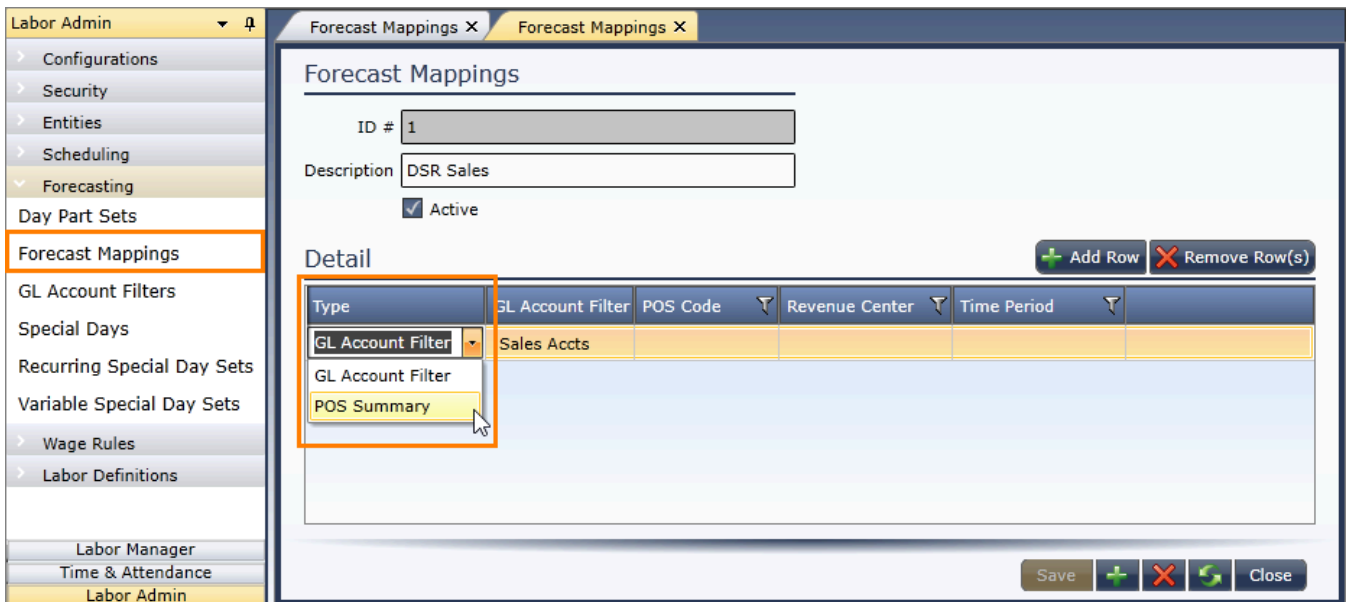 Labor Admin
Configurations
Security
Entities
Scheduling
Forecasting
Day Part Sets
Forecast Mappings
GL Account Filters
Special Days
Recurring Special Day Sets
Variable Special Day Sets
Wage Rules
Labor Definitions
Labor Manager
Time & Attendance
Labor Admin
Forecast Mappings X Forecast Mappings X
Forecast Mappings
ID # 1
Description DSR Sales
Active
Detail Add Row Remove Row(s)
Type GL Account Filter POS Code Revenue Center Time Period
GL Account Filter Sales Accts
GL Account Filter
POS Summary
Save Close